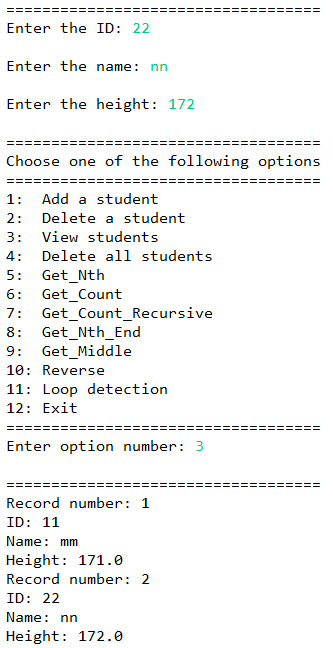 ===================================
Enter the ID: 22
Enter the name: nn
Enter the height: 172
===================================
Choose one of the following options
===================================
1:  Add a student
2:  Delete a student
3:  View students
4:  Delete all students
5:  Get_Nth
6:  Get_Count
7:  Get_Count_Recursive
8:  Get_Nth_End
9:  Get_Middle
10: Reverse
11: Loop detection
12: Exit
===================================
Enter option number: 3
===================================
Record number: 1
ID: 11
Name: mm
Height: 171.0
Record number: 2
ID: 22
Name: nn
Height: 172.0